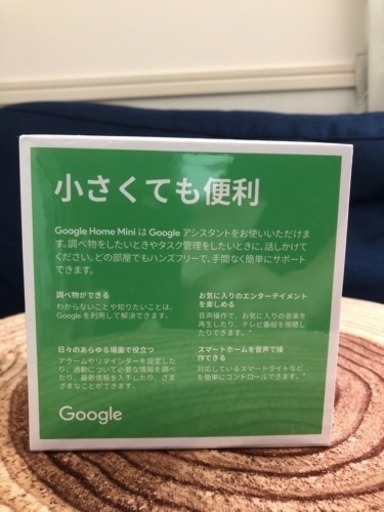 小さくても便利
Google Home Mini は Google アシスタントをお使いいただけま
す。調べ物をしたいときやタスク管理をしたいときに、話しかけて
ください。どの部屋でもハンズフリーで、手間なく簡単にサポート
できます。
調べ物ができる
わからないことや知りたいことは、
Google を利用して解決できます。
お気に入りのエンターテイメント
を楽しめる
音声操作で、お気に入りの音楽を
再生したり、テレビ番組を視聴し
たりできます。*
日々のあらゆる場面で役立つ
アラームやリマインダーを設定した
り、通勤について必要な情報を調べ
たり、最新情報を入手したり、さま
ざまなことができます。
スマートホームを音声で操
作できる
対応しているスマートライトなど
を簡単にコントロールできます。*
Google